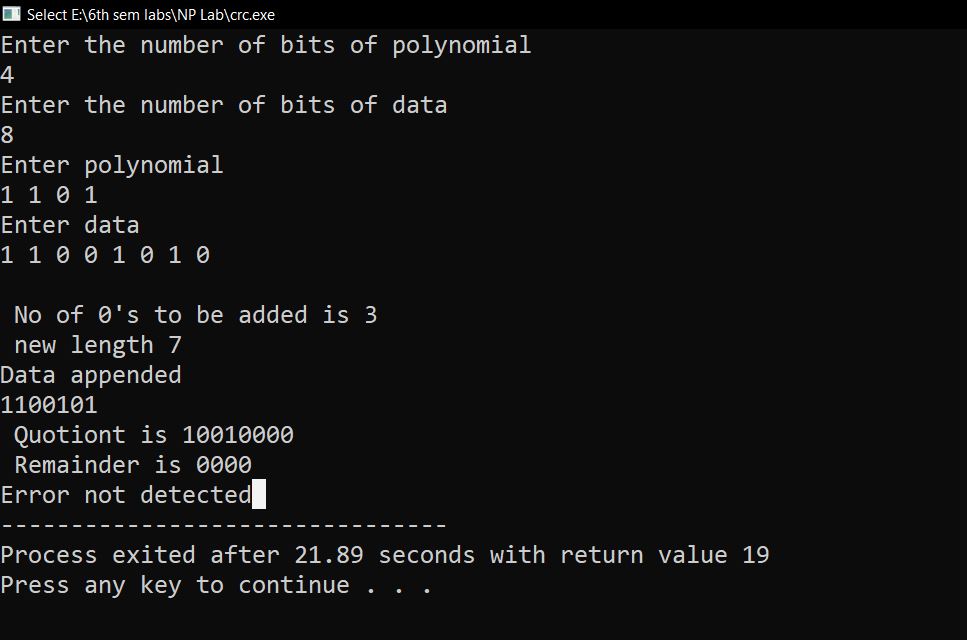 Select E:\6th sem labs\NP Lab\crc.exe
Enter the number of bits of polynomial
4
Enter the number of bits of data
8
Enter polynomial
1 1 0 1
Enter data
1 1 0 0 1 0 1 0
No of 0's to be added is 3
new length 7
Data appended
1100101
Quotiont is 10010000
Remainder is 0000
Error not detected
--------------------------------
Process exited after 21.89 seconds with return value 19
Press any key to continue . . .